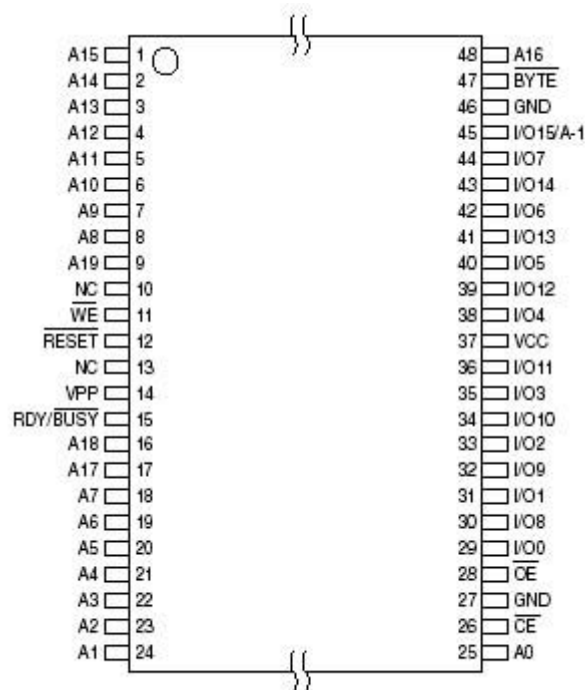 A15 1 48 A16
A14 2 47 BYTE
A13 3 46 GND
A12 4 45 I/O15/A-1
A11 5 44 I/O7
A10 6 43 I/O14
A9 7 42 I/O6
A8 8 41 I/O13
A19 9 40 I/O5
NC 10 39 I/O12
WE 11 38 I/O4
RESET 12 37 VCC
NC 13 36 I/O11
VPP 14 35 I/O3
RDY/BUSY 15 34 I/O10
A18 16 33 I/O2
A17 17 32 I/O9
A7 18 31 I/O1
A6 19 30 I/O8
A5 20 29 I/O0
A4 21 28 OE
A3 22 27 GND
A2 23 26 CE
A1 24 25 A0